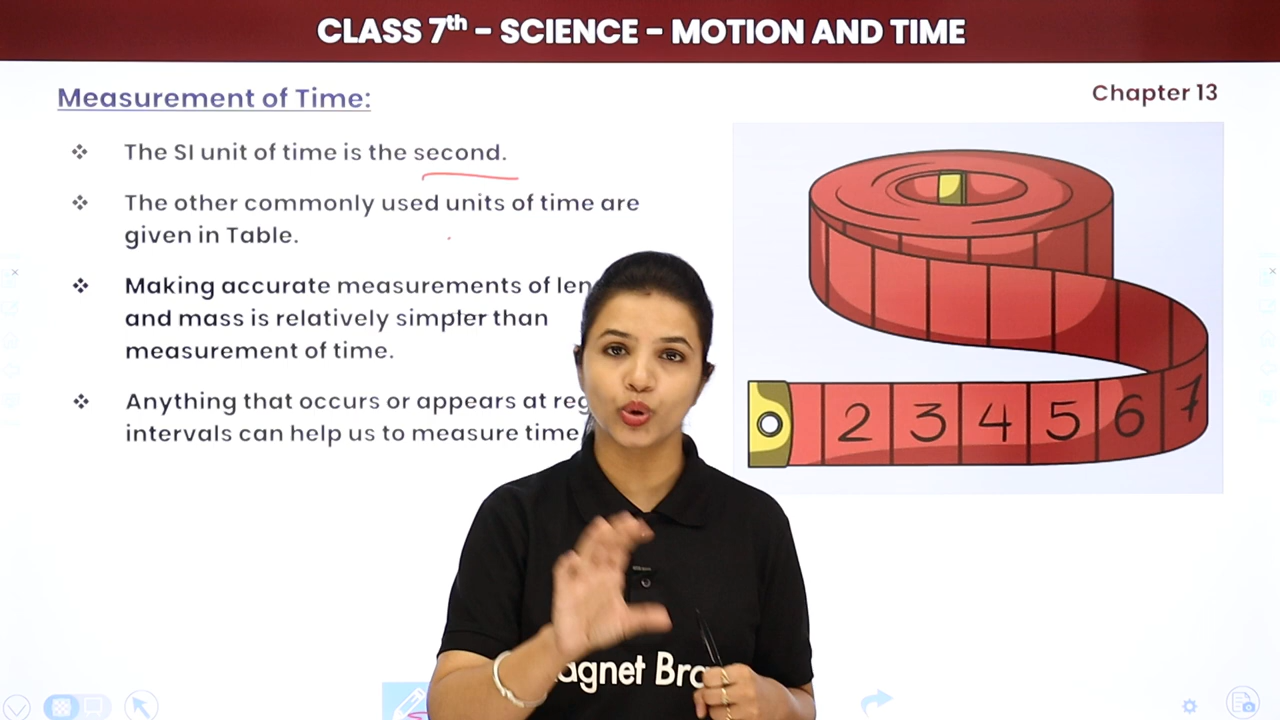 CLASS 7th - SCIENCE - MOTION AND TIME
Measurement of Time:
Chapter 13
❖ The SI unit of time is the second.
❖ The other commonly used units of time are
given in Table.
❖ Making accurate measurements of len
and mass is relatively simpler than
measurement of time.
❖ Anything that occurs or appears at reg
intervals can help us to measure time
2 3 4 5 6 7
agnet Bra